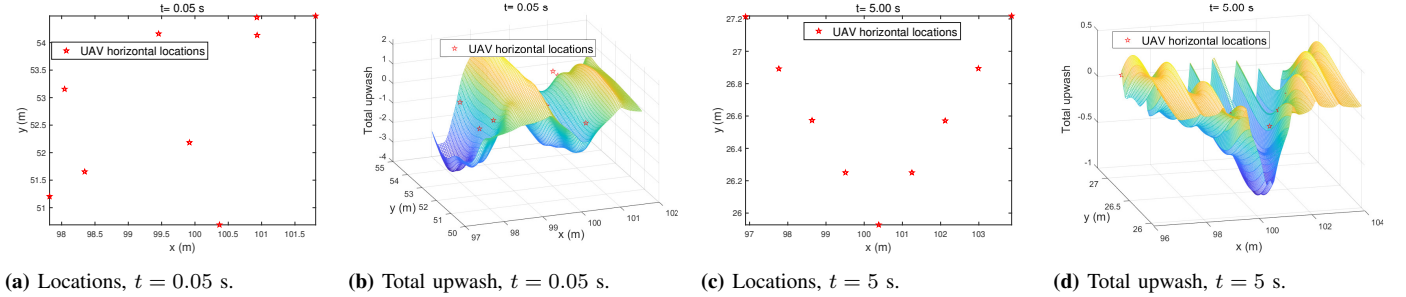 t= 0.05 s
UAV horizontal locations
54
53.5
53
52.5
52
51.5
51
y (m)
98 98.5 99 99.5 100 100.5 101 101.5
x (m)
(a) Locations, t = 0.05 s.
t= 0.05 s
UAV horizontal locations
2
1
0
-1
-2
-3
-4
Total upwash
55
54
53
52
51
50
y (m)
97 98 99 100 101 102
x (m)
(b) Total upwash, t = 0.05 s.
t= 5.00 s
UAV horizontal locations
27.2
27
26.8
26.6
26.4
26.2
26
y (m)
97 98 99 100 101 102 103
x (m)
(c) Locations, t = 5 s.
t= 5.00 s
UAV horizontal locations
0.5
0
-0.5
-1
Total upwash
27
26.5
26
y (m)
96 98 100 102 104
x (m)
(d) Total upwash, t = 5 s.